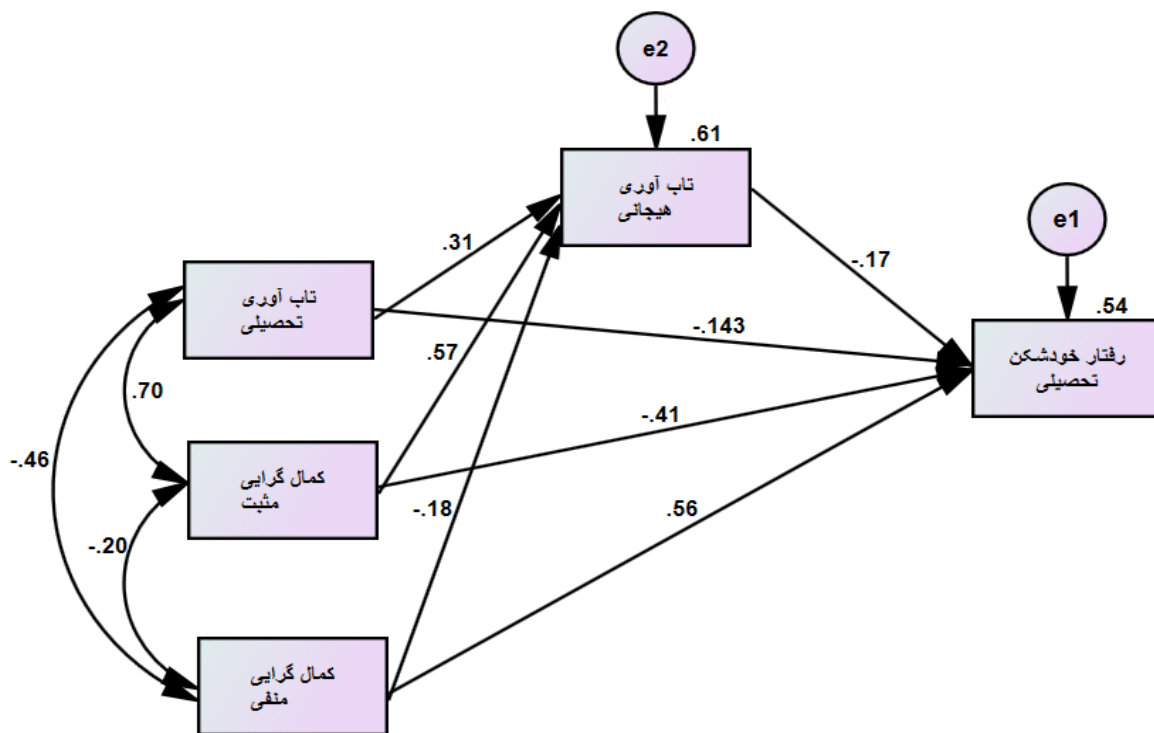 e2
.61
تاب آوری
هیجانی
e1
.31
-.17
تاب آوری
تحصیلی
.54
-.143
رفتار خودشکن
تحصیلی
.57
.70
-.41
-.46
کمال گرایی
مثبت
-.18
.56
-.20
کمال گرایی
منفی